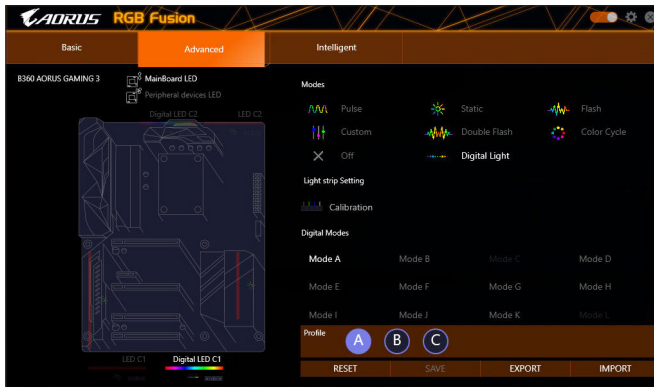 AORUS RGB Fusion
Basic Advanced Intelligent
B360 AORUS GAMING 3
MainBoard LED
Peripheral devices LED
Digital LED C2 LED C2
LED C1 Digital LED C1
Modes
Pulse Static Flash
Custom Double Flash Color Cycle
Off Digital Light
Light strip Setting
Calibration
Digital Modes
Mode A Mode B Mode C Mode D
Mode E Mode F Mode G Mode H
Mode I Mode J Mode K Mode L
Profile A B C
RESET SAVE EXPORT IMPORT